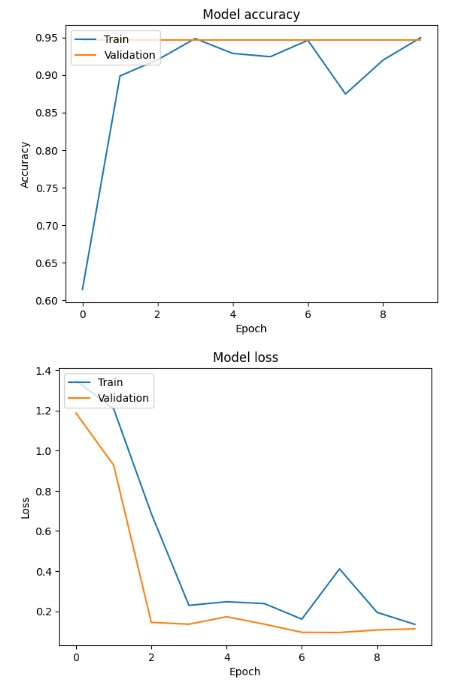 Model accuracy
Train
Validation
0.95
0.90
0.85
0.80
0.75
0.70
0.65
0.60
Accuracy
0 2 4 6 8
Epoch
Model loss
Train
Validation
1.4
1.2
1.0
0.8
0.6
0.4
0.2
Loss
0 2 4 6 8
Epoch